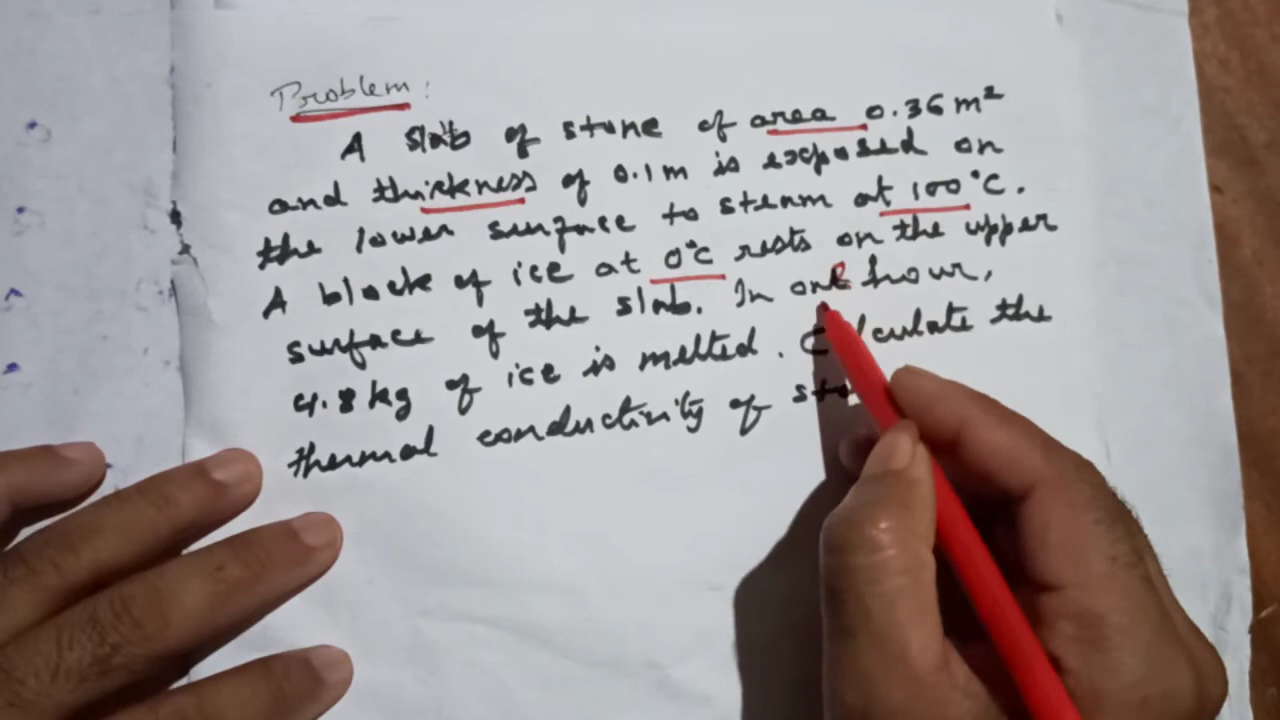 Problem:
A slab of stone of area 0.36 m²
and thickness of 0.1 m is exposed on
the lower surface to steam at 100°C.
A block of ice at 0°C rests on the upper
surface of the slab. In one hour,
4.8 kg of ice is melted. Calculate the
thermal conductivity of